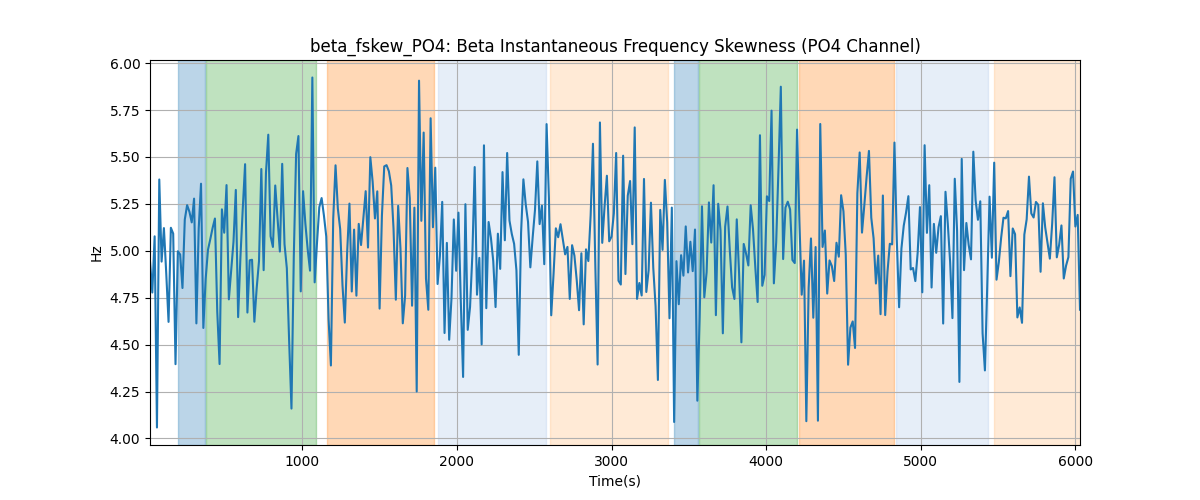 beta_fskew_PO4: Beta Instantaneous Frequency Skewness (PO4 Channel)
6.00
5.75
5.50
5.25
5.00
4.75
4.50
4.25
4.00
Hz
1000 2000 3000 4000 5000 6000
Time(s)